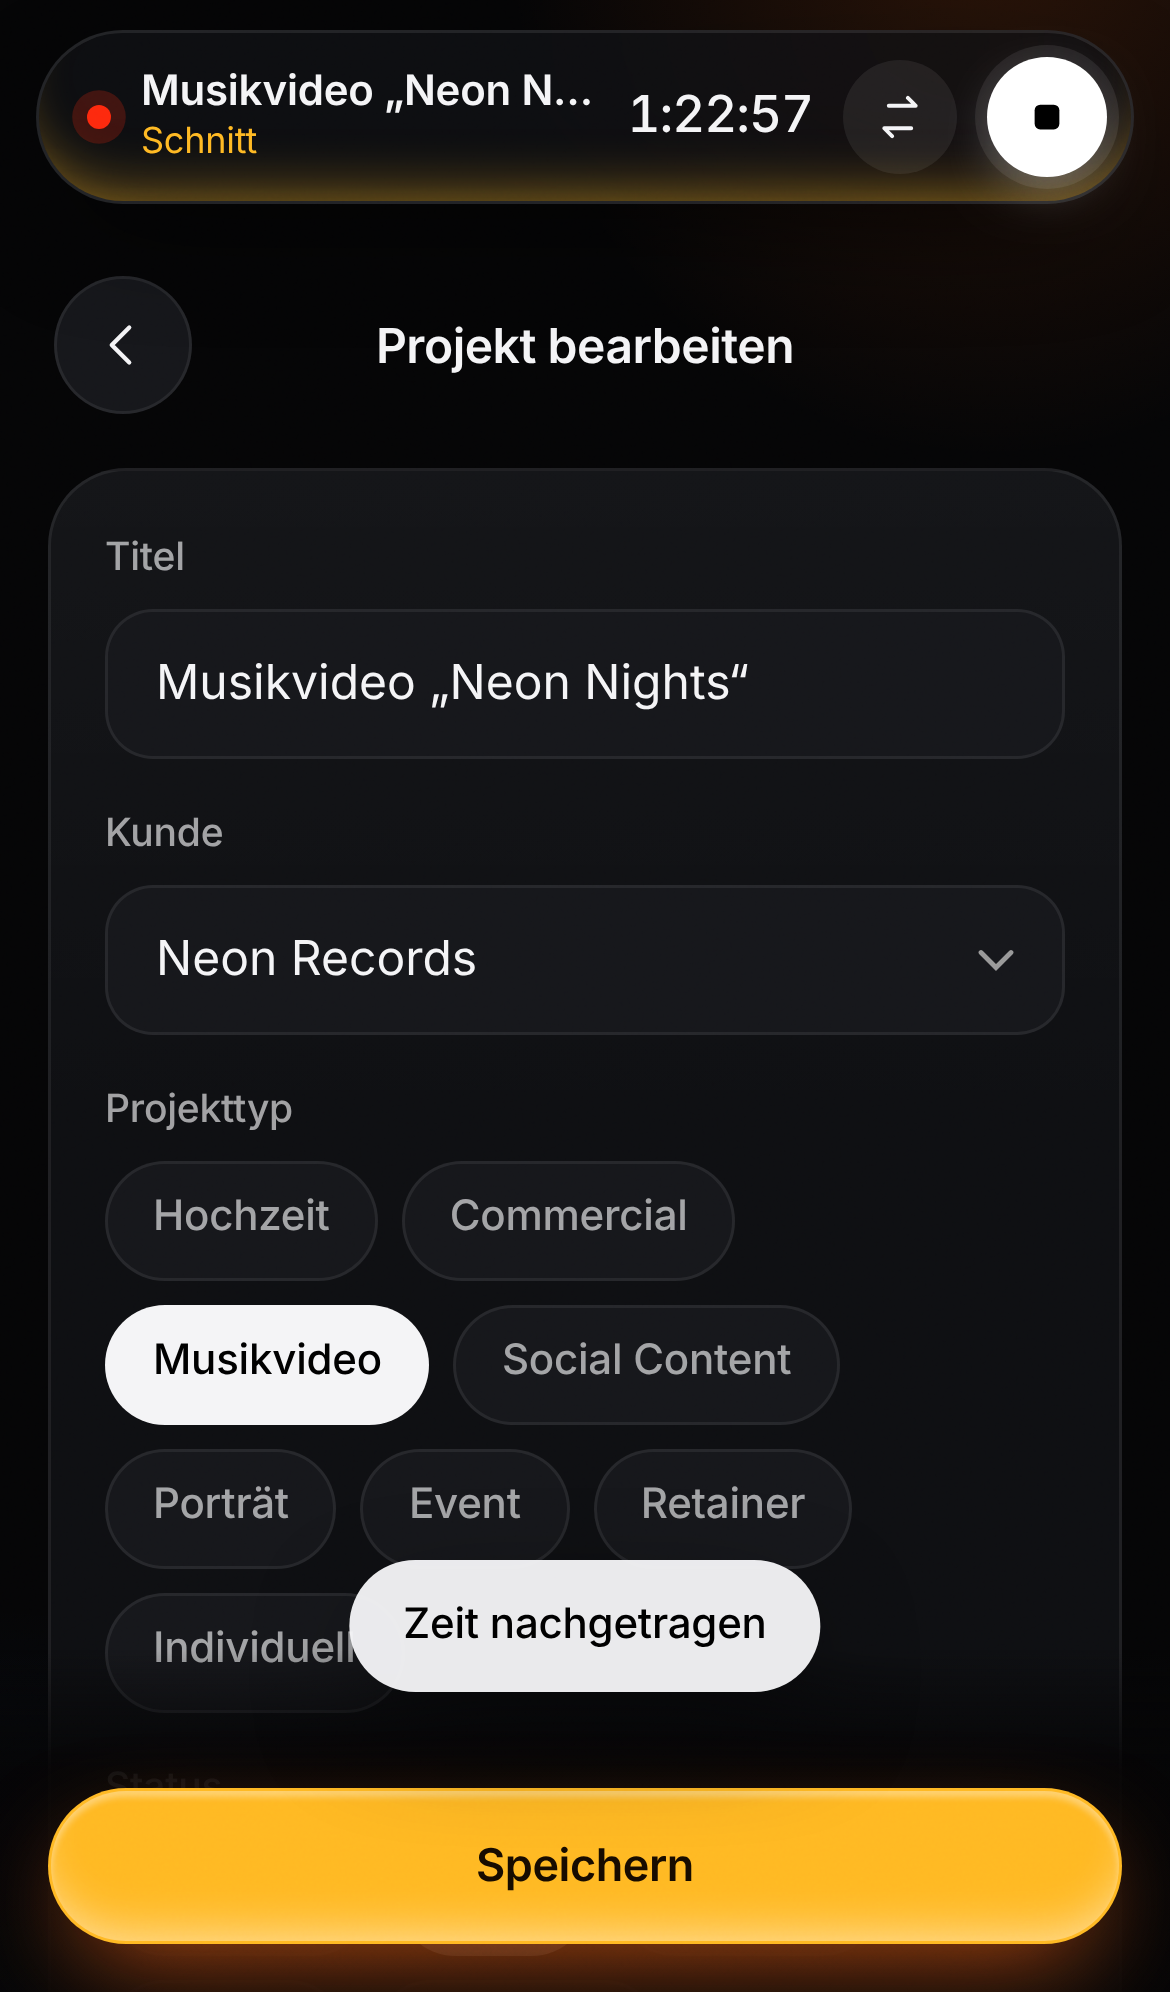 Musikvideo „Neon N...
Schnitt
1:22:57
Projekt bearbeiten
Titel
Musikvideo „Neon Nights“
Kunde
Neon Records
Projekttyp
Hochzeit
Commercial
Musikvideo
Social Content
Porträt
Event
Retainer
Individuell
Zeit nachgetragen
Status
Speichern